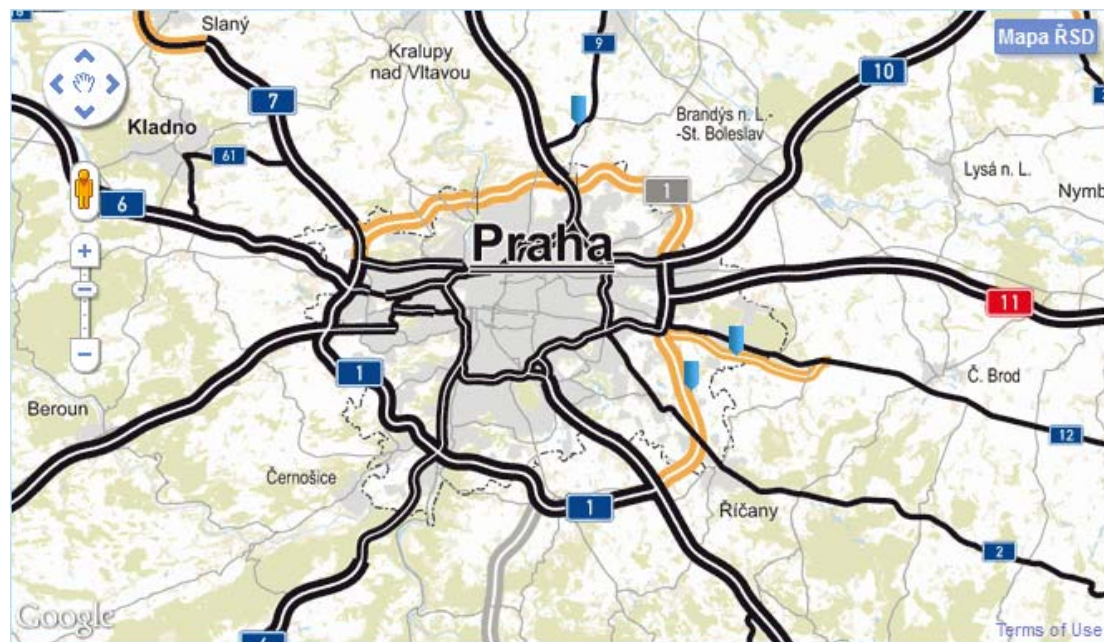 Slaný
Kralupy
nad Vltavou
9
Mapa ŘSD
10
7
Brandýs n. L.-
-St. Boleslav
Kladno
61
Lysá n. L.
1
Nymb
6
Praha
11
1
Č. Brod
Beroun
12
Černošice
1
Říčany
2
Google
Terms of Use